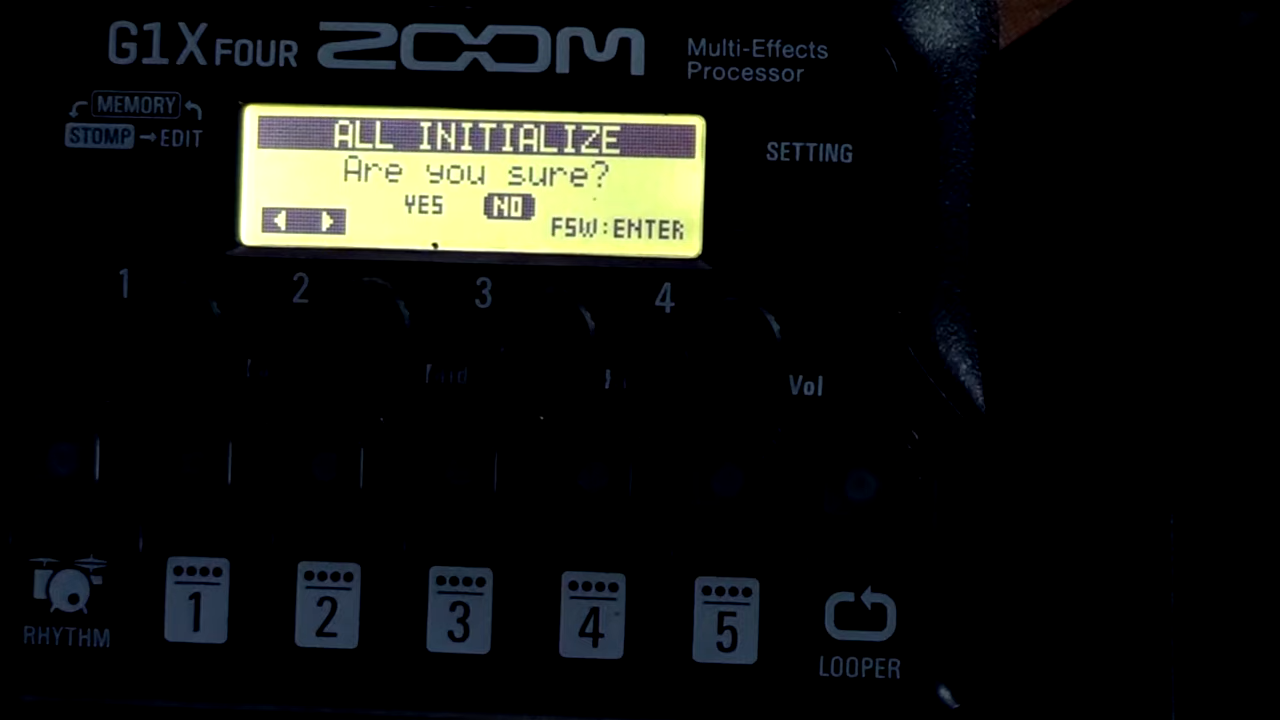 G1X FOUR ZOOM Multi-Effects
Processor
MEMORY
STOMP → EDIT
SETTING
ALL INITIALIZE
Are you sure?
YES NO
FSW:ENTER
1 2 3 4
Vol
1 2 3 4 5
RHYTHM
LOOPER